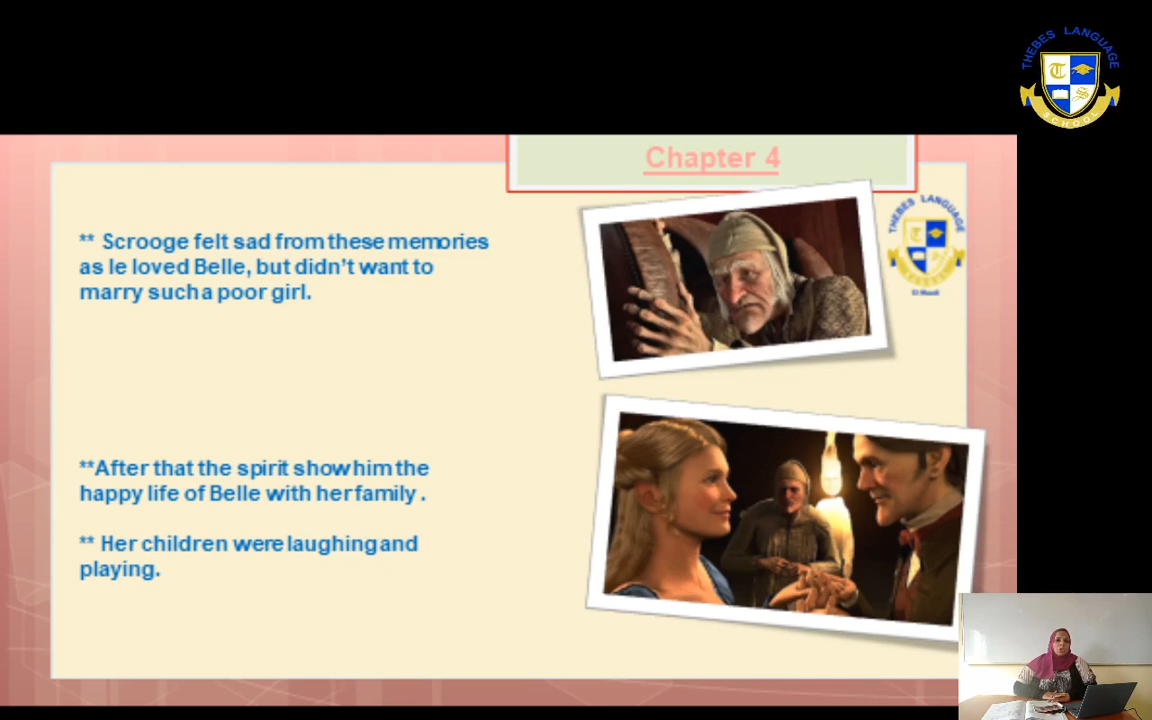 THEBES LANGUAGE
SCHOOL
Chapter 4
THEBES LANGUAGE
** Scrooge felt sad from these memories
as le loved Belle, but didn't want to
marry such a poor girl.
**After that the spirit show him the
happy life of Belle with her family .
** Her children were laughing and
playing.